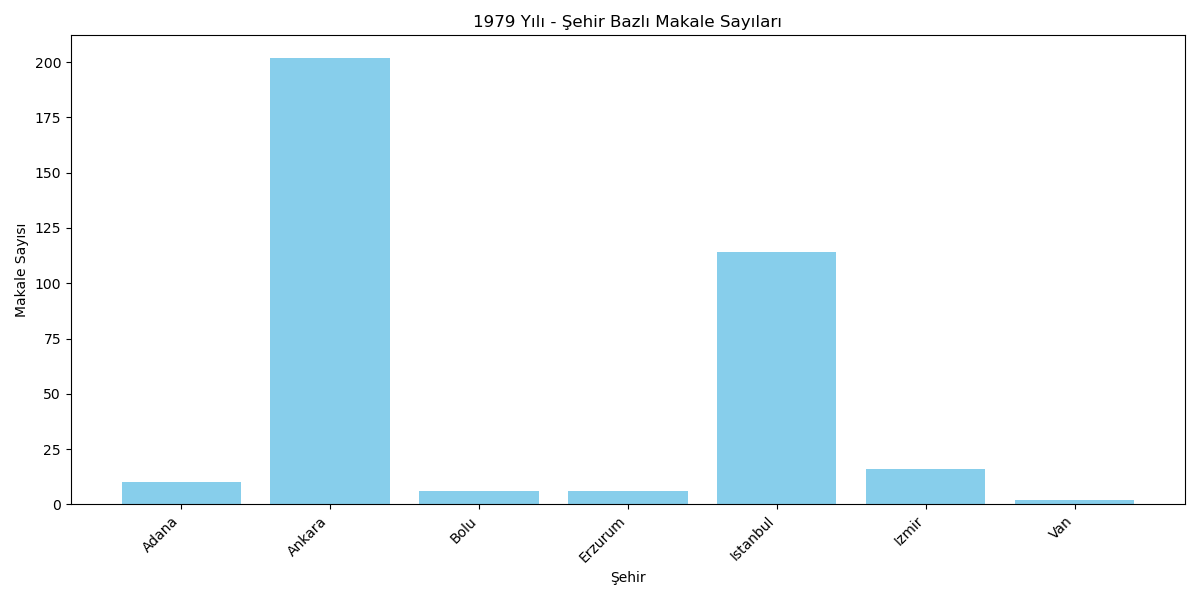 1979 Yılı - Şehir Bazlı Makale Sayıları
Makale Sayısı
200
175
150
125
100
75
50
25
0
Adana
Ankara
Bolu
Erzurum
Istanbul
Izmir
Van
Şehir